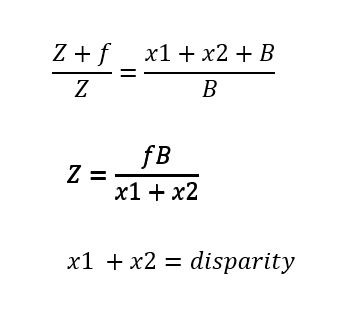 (Z + f)/Z = (x1 + x2 + B)/B
Z = fB/(x1 + x2)
x1 + x2 = disparity